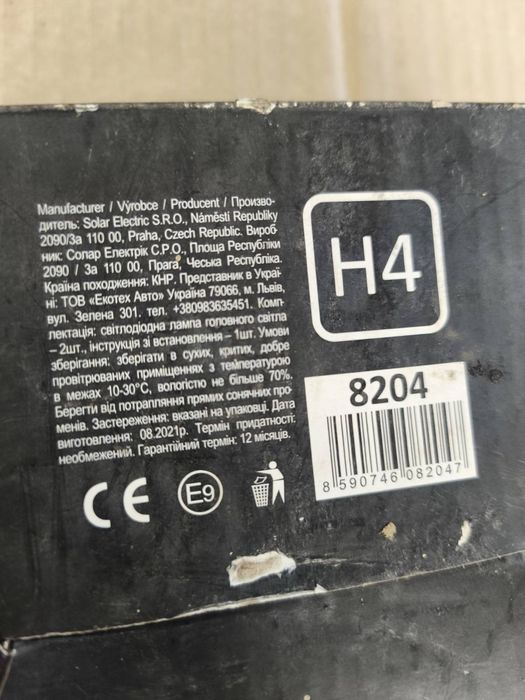 Manufacturer / Výrobce / Producent / Произво-
дитель: Solar Electric S.R.O., Náměstí Republiky
2090/3a 110 00, Praha, Czech Republic. Вироб-
ник: Солар Електрік С.Р.О., Площа Республіки
2090 / 3а 110 00, Прага, Чеська Республіка.
Країна походження: КНР. Представник в Украї-
ні: ТОВ «Екотех Авто» Україна 79066, м. Львів,
вул. Зелена 301. тел. +380983635451. Комп-
лектація: світлодіодна лампа головного світла
– 2шт., інструкція зі встановлення – 1шт. Умови
зберігання: зберігати в сухих, критих, добре
провітрюваних приміщеннях з температурою
в межах 10-30°С, вологістю не більше 70%.
Берегти від потрапляння прямих сонячних про-
менів. Застереження: вказані на упаковці. Дата
виготовлення: 08.2021р. Термін придатності:
необмежений. Гарантійний термін: 12 місяців.
CE
E9
H4
8204
8 590746 082047